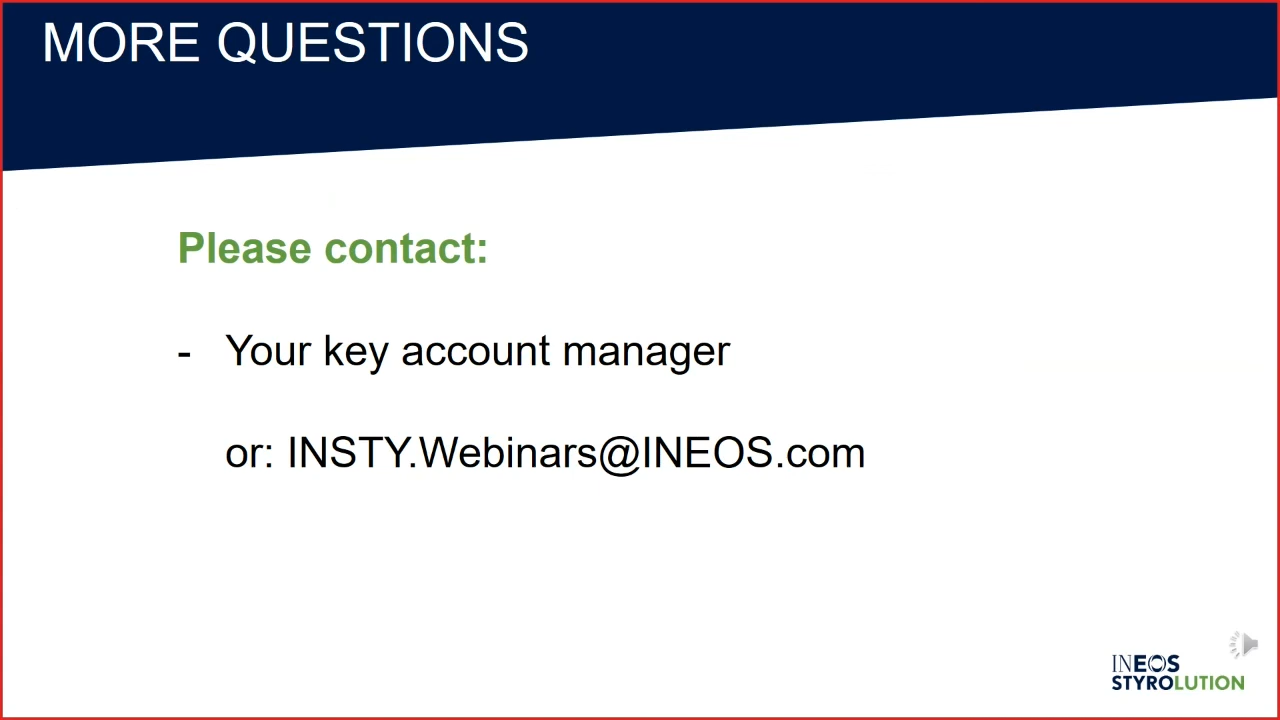 MORE QUESTIONS
Please contact:
- Your key account manager
or: INSTY.Webinars@INEOS.com
INEOS
STYROLUTION